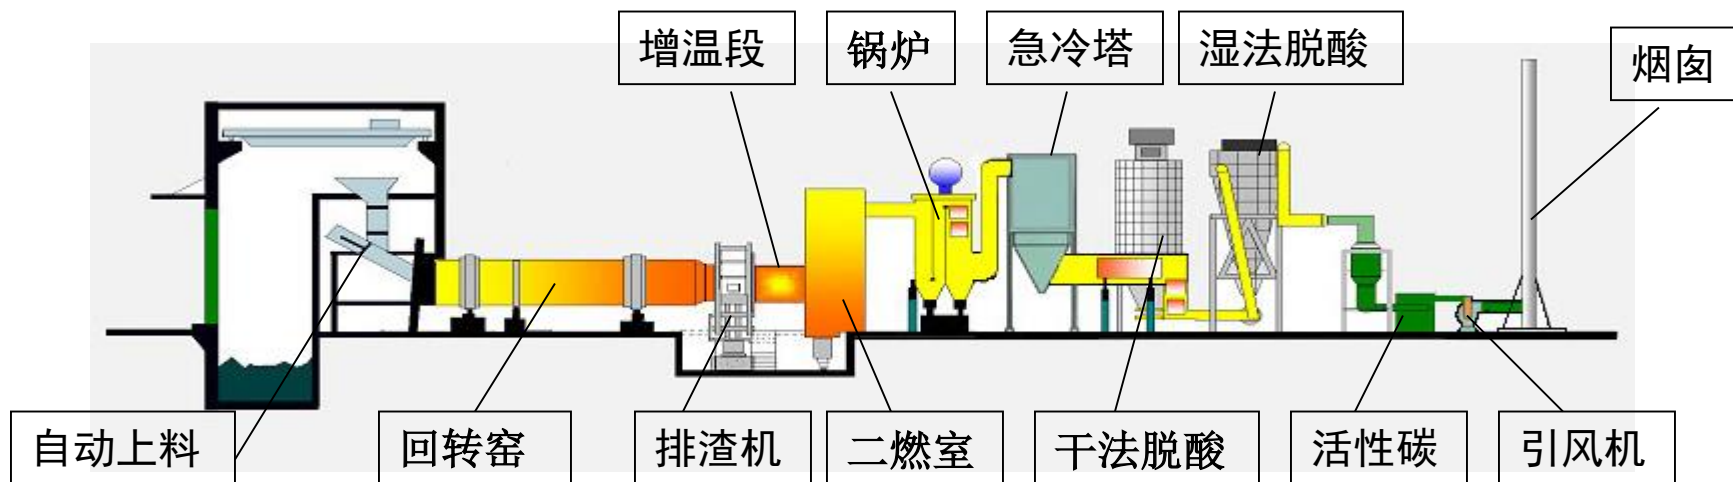 增温段
锅炉
急冷塔
湿法脱酸
烟囱
自动上料
回转窑
排渣机
二燃室
干法脱酸
活性碳
引风机